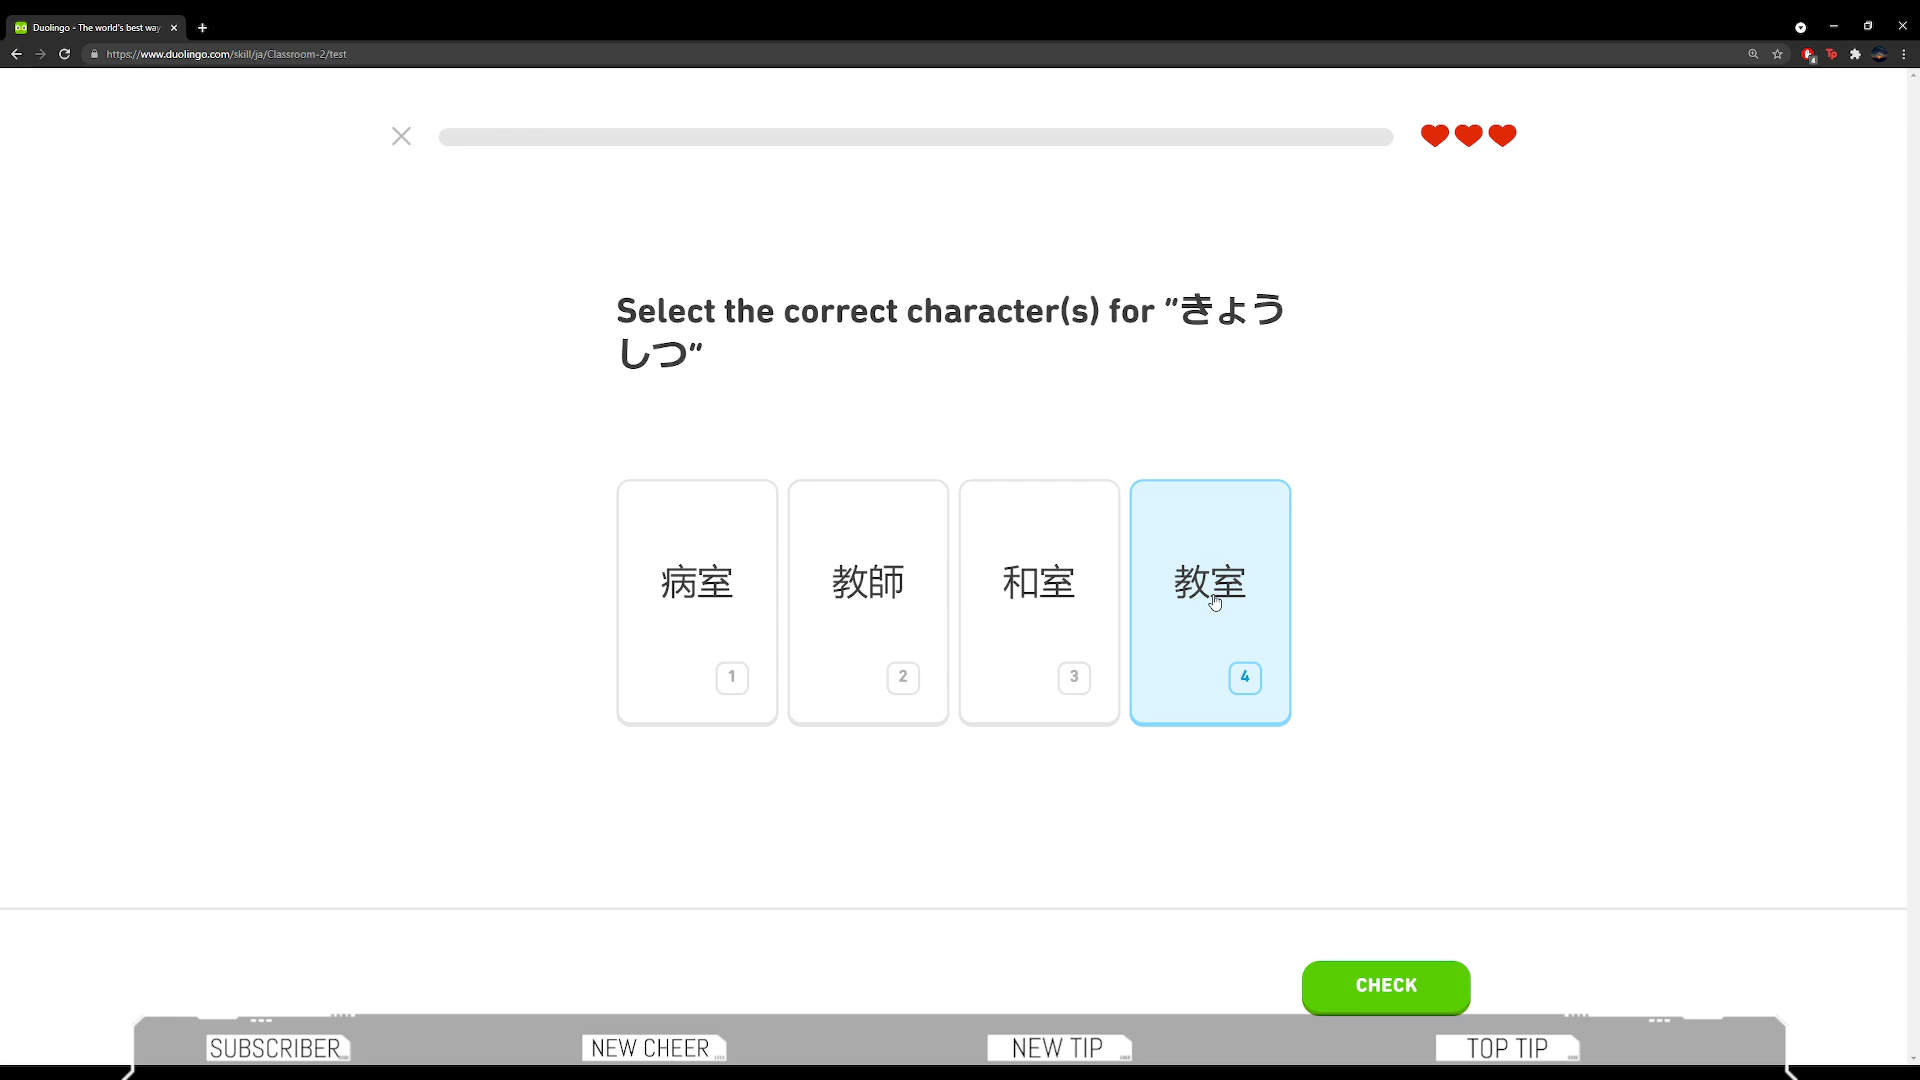 Duolingo - The world's best way
https://www.duolingo.com/skill/ja/Classroom-2/test
Tp
4
Select the correct character(s) for "きょう
しつ"
病室
教師
和室
教室
1
2
3
4
CHECK
SUBSCRIBER
NEW CHEER
NEW TIP
TOP TIP